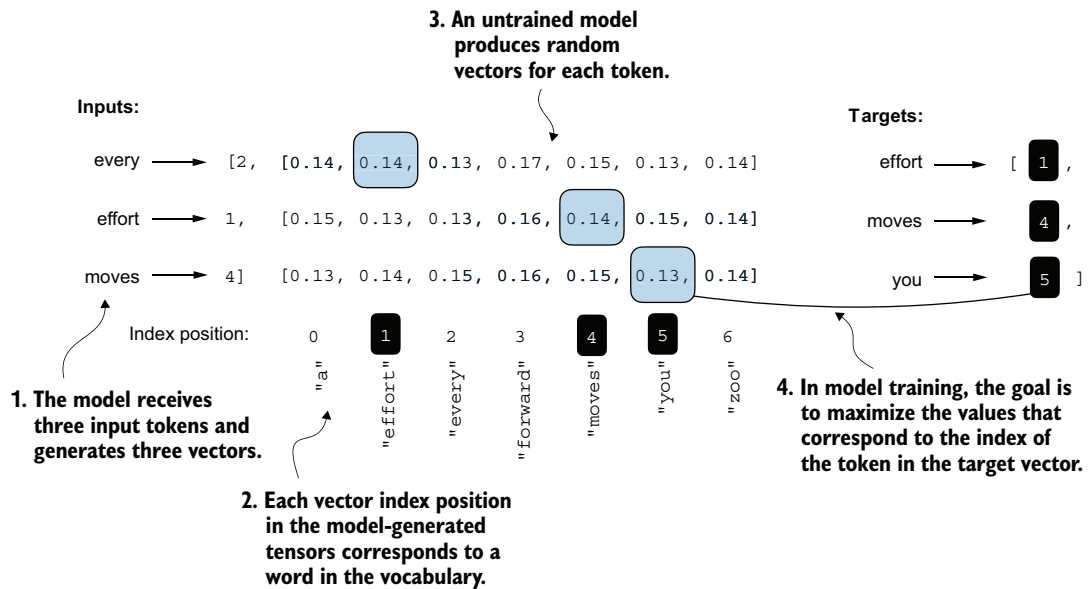 3. An untrained model
produces random
vectors for each token.
Inputs:
Targets:
every [2, [0.14, 0.14, 0.13, 0.17, 0.15, 0.13, 0.14] effort [ 1 ,
effort 1, [0.15, 0.13, 0.13, 0.16, 0.14, 0.15, 0.14] moves 4 ,
moves 4] [0.13, 0.14, 0.15, 0.16, 0.15, 0.13, 0.14] you 5 ]
Index position: 0 1 2 3 4 5 6
"a" "effort" "every" "forward" "moves" "you" "zoo"
1. The model receives
three input tokens and
generates three vectors.
2. Each vector index position
in the model-generated
tensors corresponds to a
word in the vocabulary.
4. In model training, the goal is
to maximize the values that
correspond to the index of
the token in the target vector.